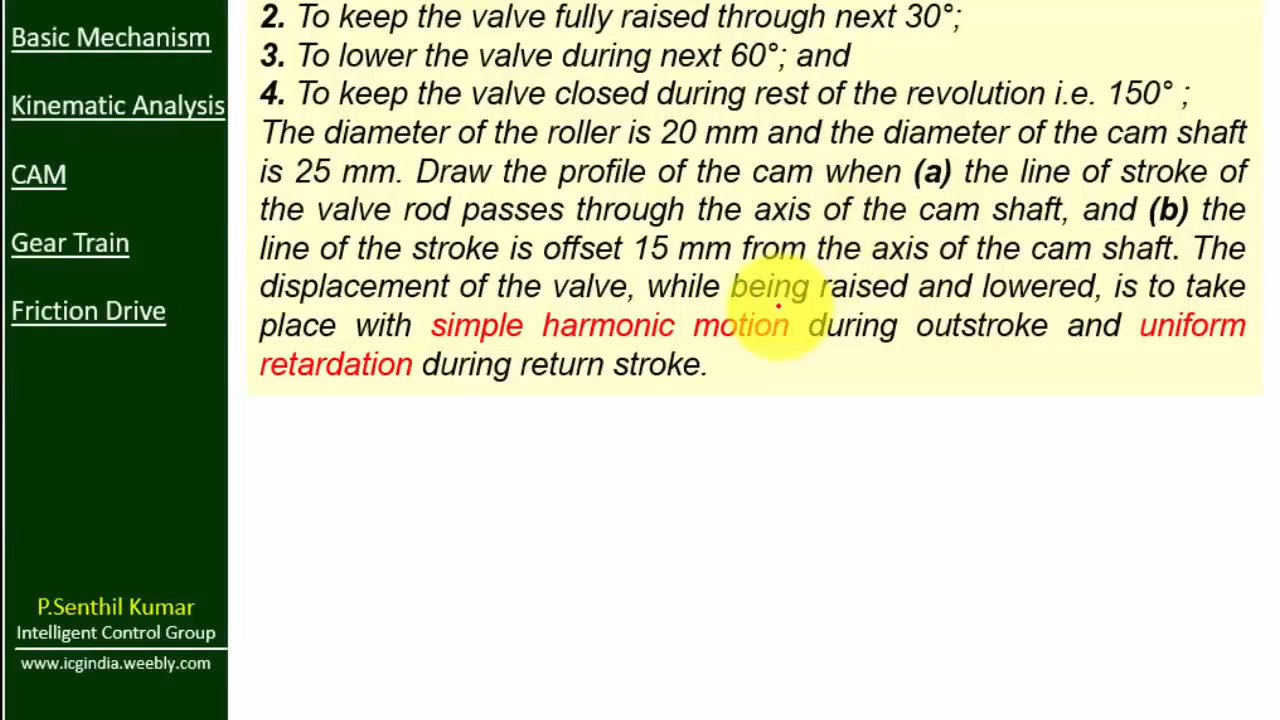 Basic Mechanism
Kinematic Analysis
CAM
Gear Train
Friction Drive
P.Senthil Kumar
Intelligent Control Group
www.icgindia.weebly.com
2. To keep the valve fully raised through next 30°;
3. To lower the valve during next 60°; and
4. To keep the valve closed during rest of the revolution i.e. 150° ;
The diameter of the roller is 20 mm and the diameter of the cam shaft
is 25 mm. Draw the profile of the cam when (a) the line of stroke of
the valve rod passes through the axis of the cam shaft, and (b) the
line of the stroke is offset 15 mm from the axis of the cam shaft. The
displacement of the valve, while being raised and lowered, is to take
place with simple harmonic motion during outstroke and uniform
retardation during return stroke.